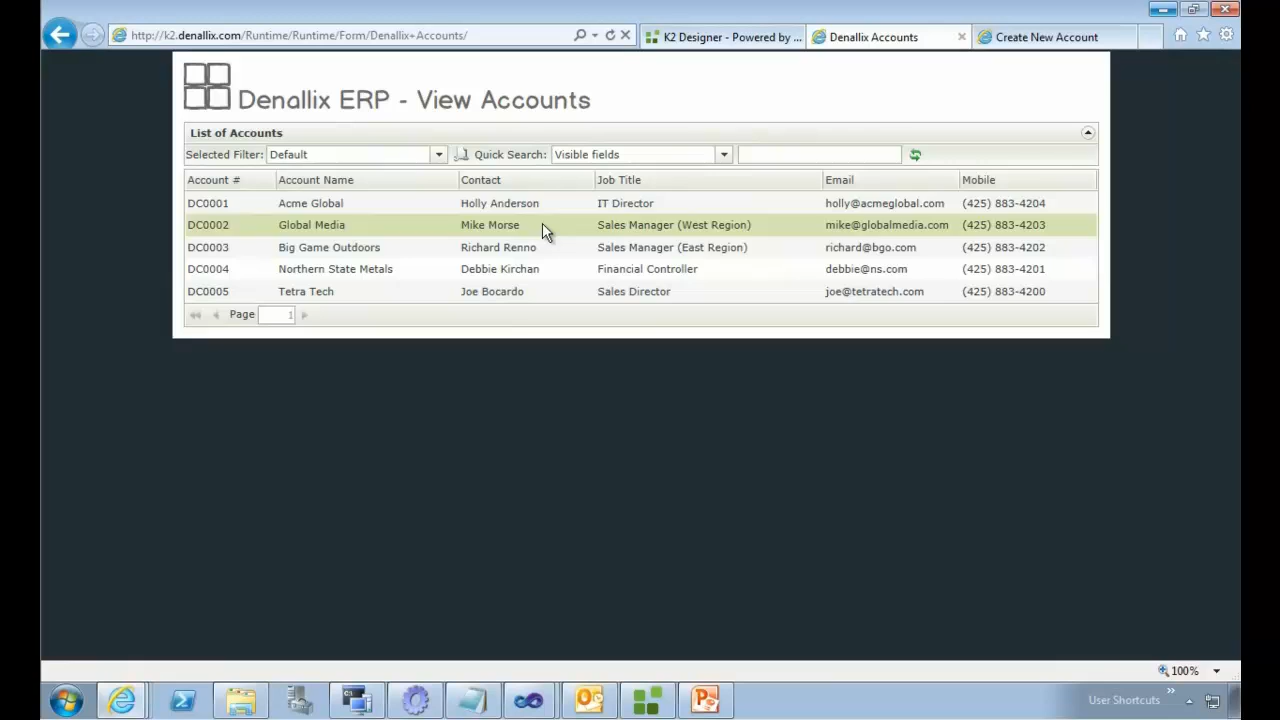 http://k2.denallix.com/Runtime/Runtime/Form/Denallix+Accounts/
K2 Designer - Powered by ...
Denallix Accounts
Create New Account
Denallix ERP - View Accounts
List of Accounts
Selected Filter: Default Quick Search: Visible fields
Account # Account Name Contact Job Title Email Mobile
DC0001 Acme Global Holly Anderson IT Director holly@acmeglobal.com (425) 883-4204
DC0002 Global Media Mike Morse Sales Manager (West Region) mike@globalmedia.com (425) 883-4203
DC0003 Big Game Outdoors Richard Renno Sales Manager (East Region) richard@bgo.com (425) 883-4202
DC0004 Northern State Metals Debbie Kirchan Financial Controller debbie@ns.com (425) 883-4201
DC0005 Tetra Tech Joe Bocardo Sales Director joe@tetratech.com (425) 883-4200
Page 1
100%
User Shortcuts